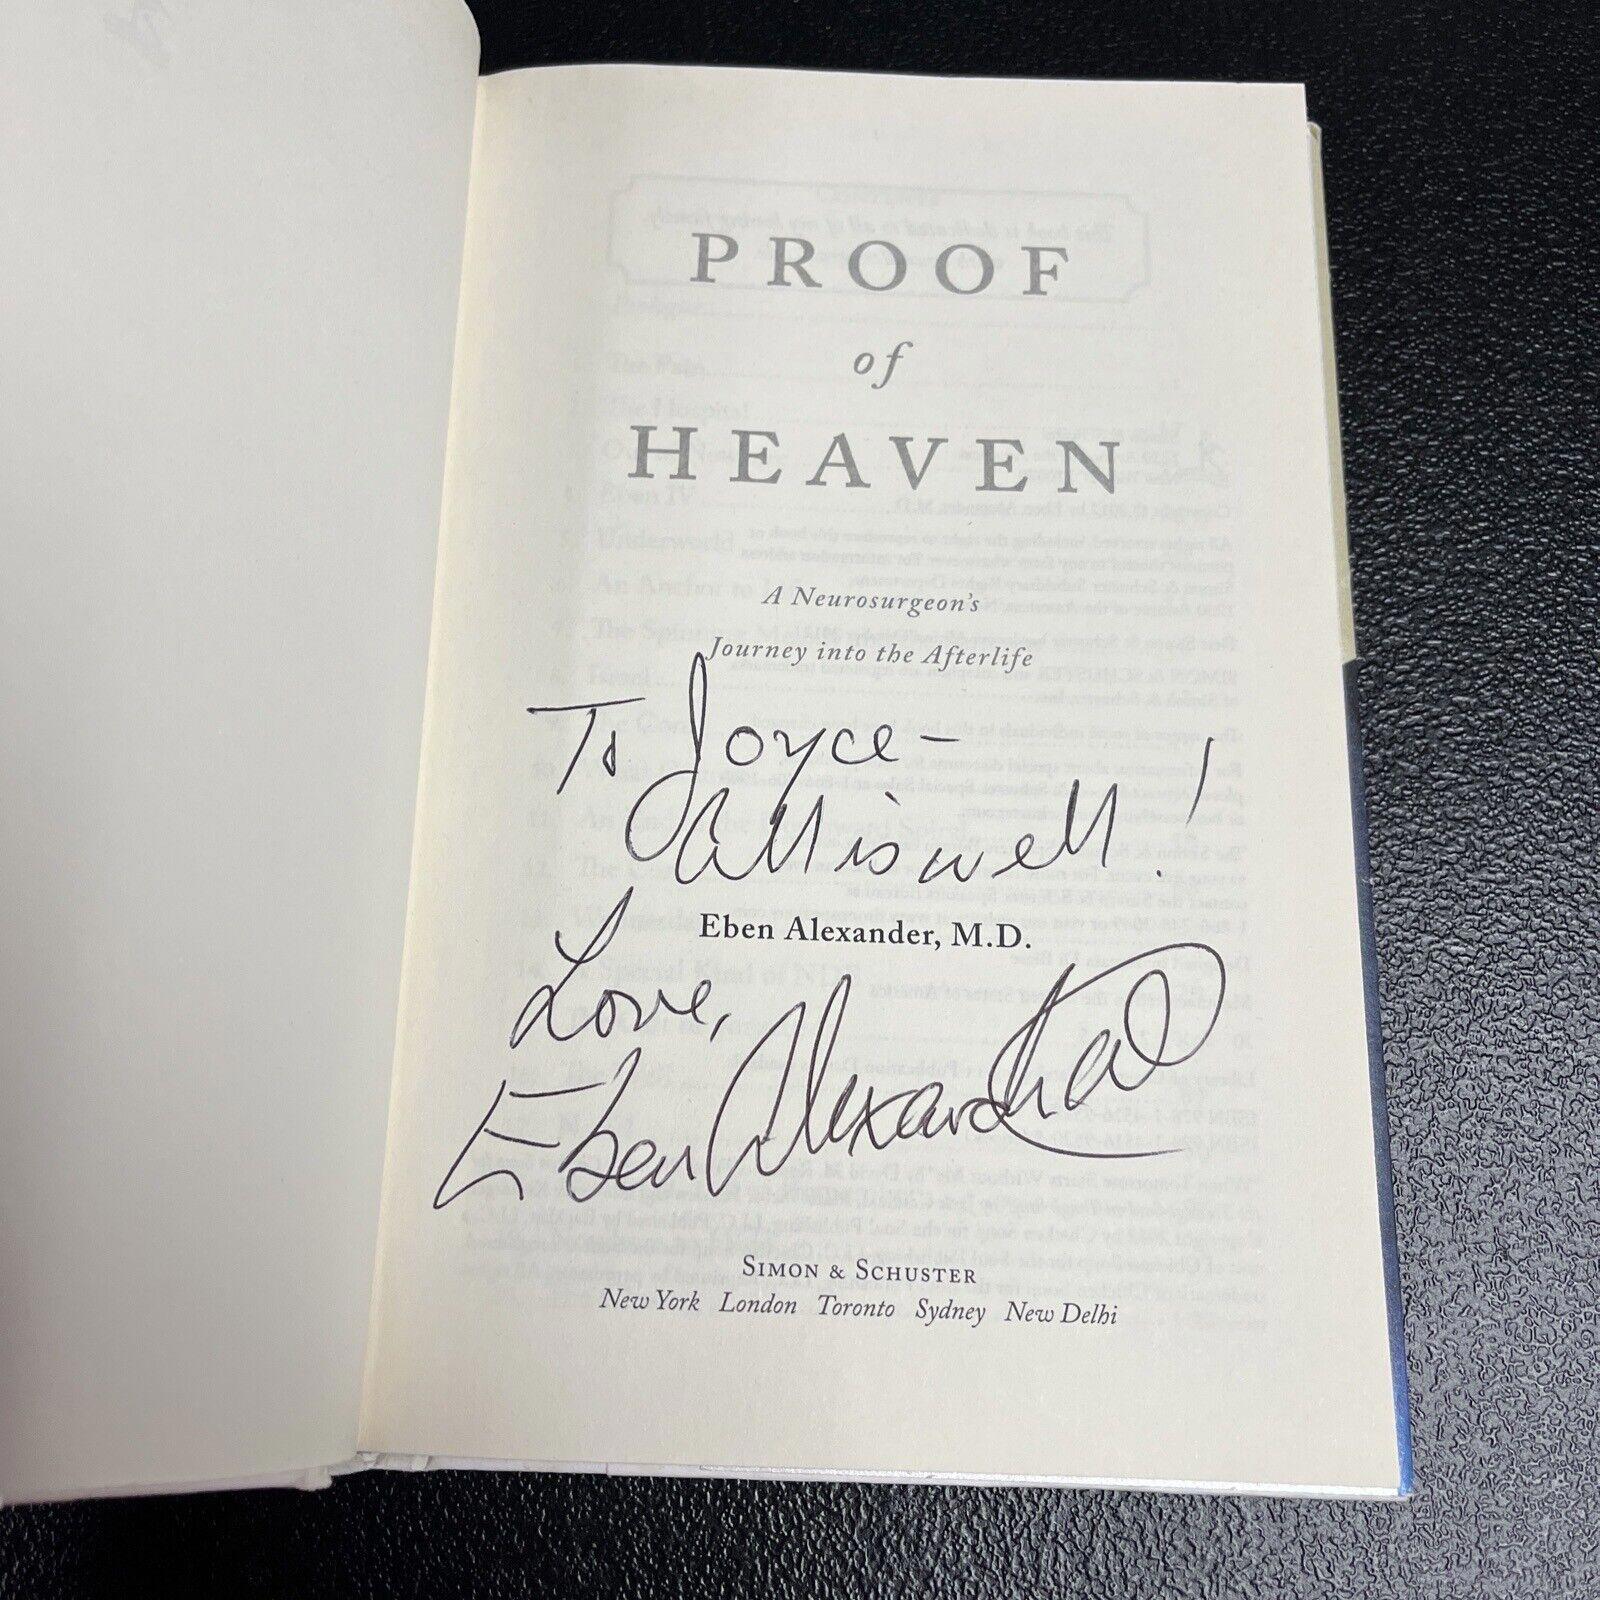 PROOF
of
HEAVEN
A Neurosurgeon's
Journey into the Afterlife
To Joyce –
All is well!
Eben Alexander, M.D.
Love,
Eben Alexander
SIMON & SCHUSTER
New York London Toronto Sydney New Delhi